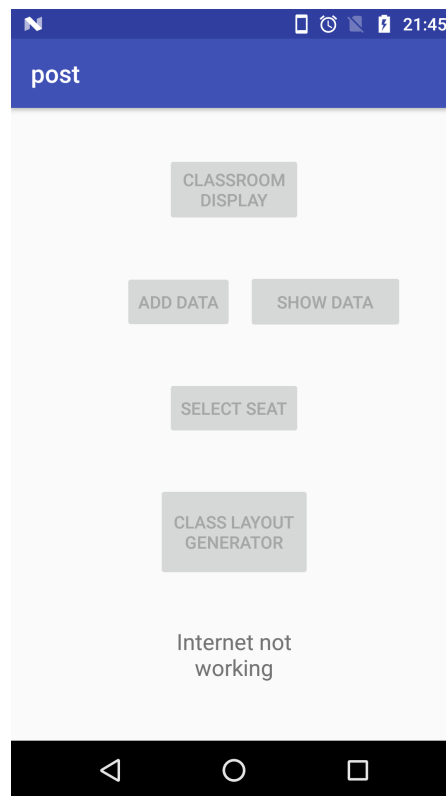 21:45
post
CLASSROOM
DISPLAY
ADD DATA
SHOW DATA
SELECT SEAT
CLASS LAYOUT
GENERATOR
Internet not
working